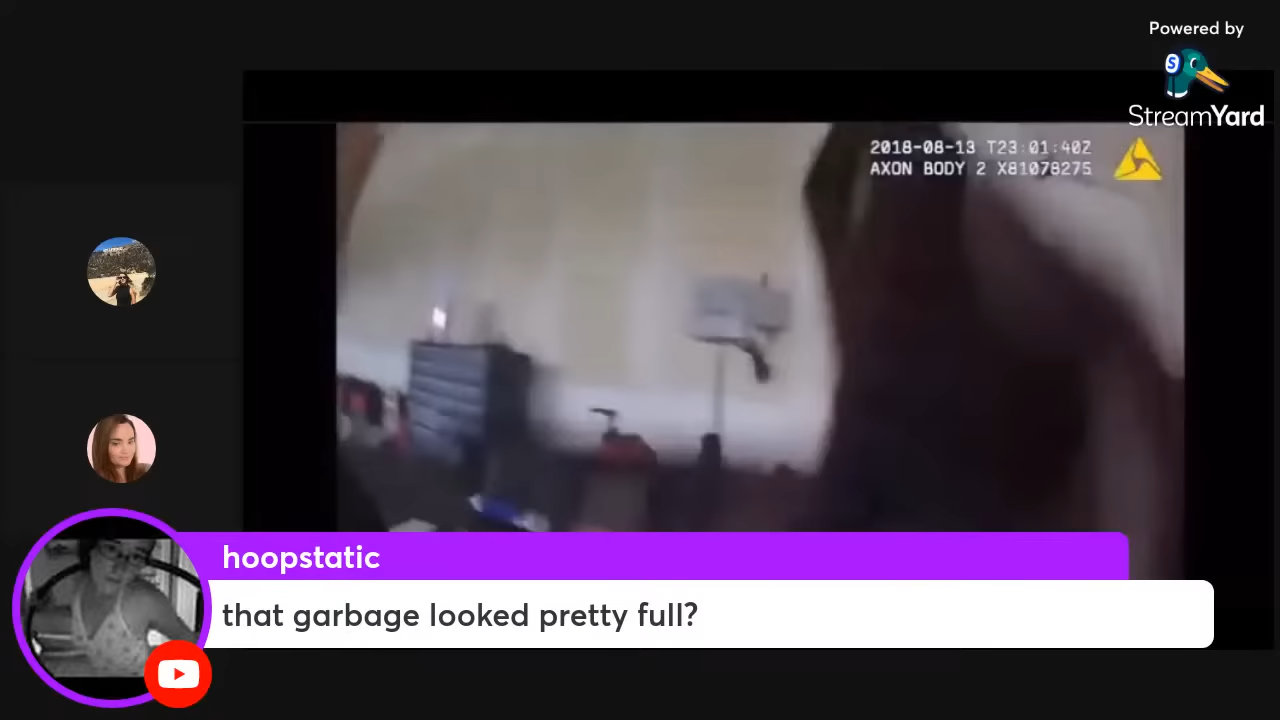 Powered by
StreamYard
2018-08-13 T23:01:40Z
AXON BODY 2 X81078275
hoopstatic
that garbage looked pretty full?